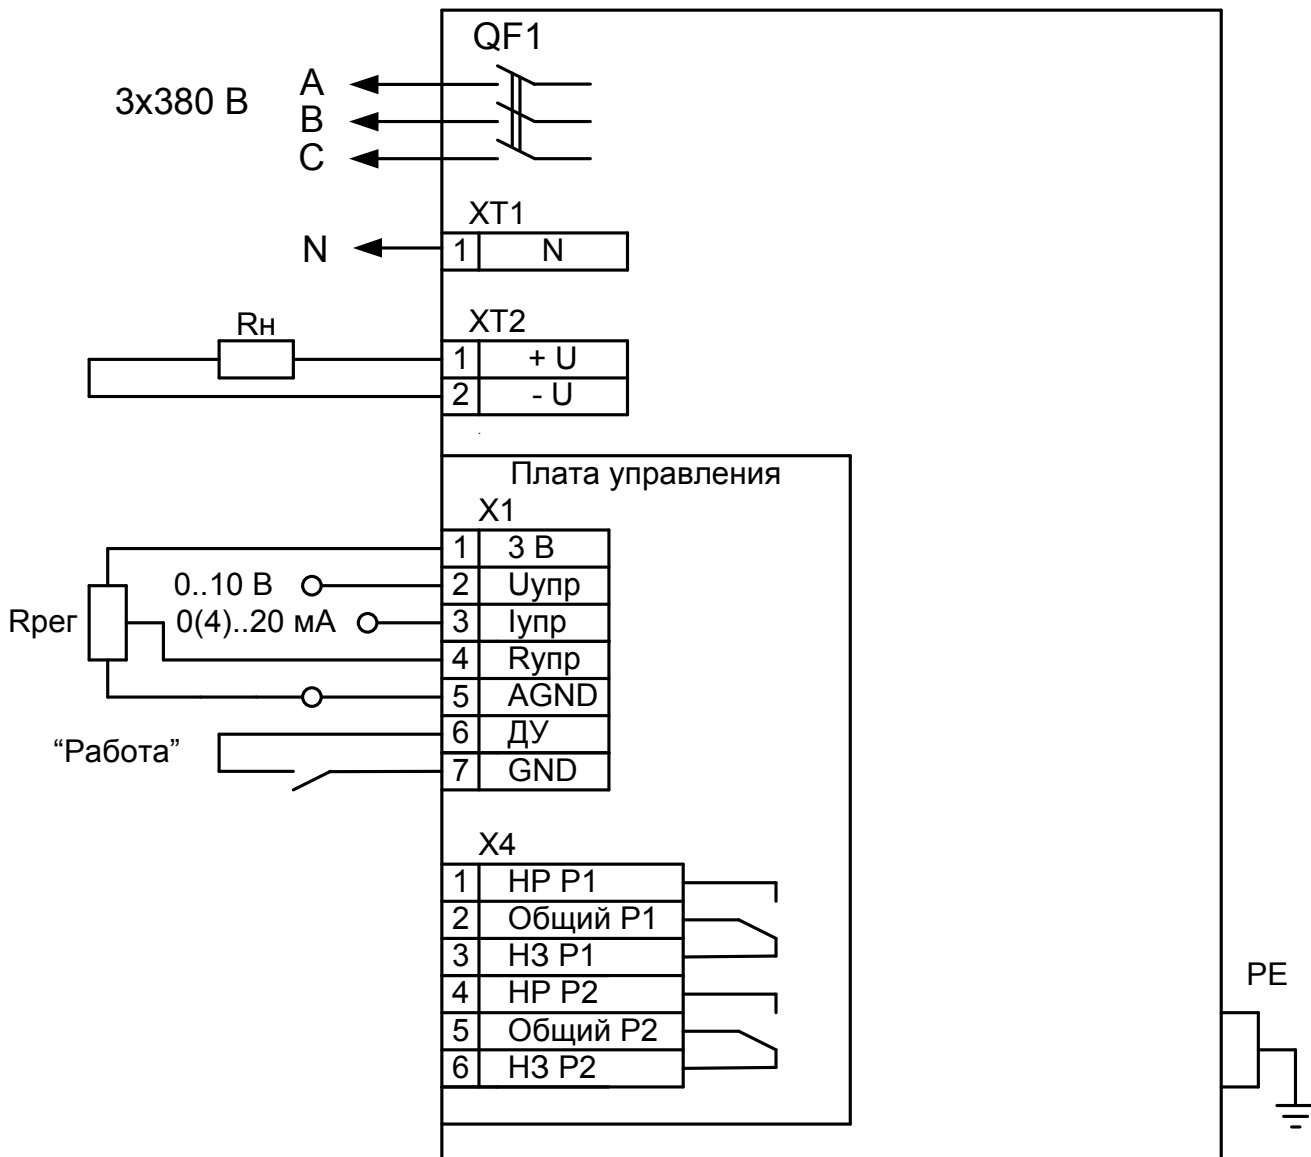 QF1
3x380 В
A
B
C
XT1
N
1 N
Rн
XT2
1 + U
2 - U
Плата управления
X1
1 3 В
0..10 В 2 Uупр
Rрег 0(4)..20 мА 3 Iупр
4 Rупр
5 AGND
“Работа” 6 ДУ
7 GND
X4
1 НР Р1
2 Общий Р1
3 НЗ Р1
4 НР Р2
5 Общий Р2
6 НЗ Р2
PE